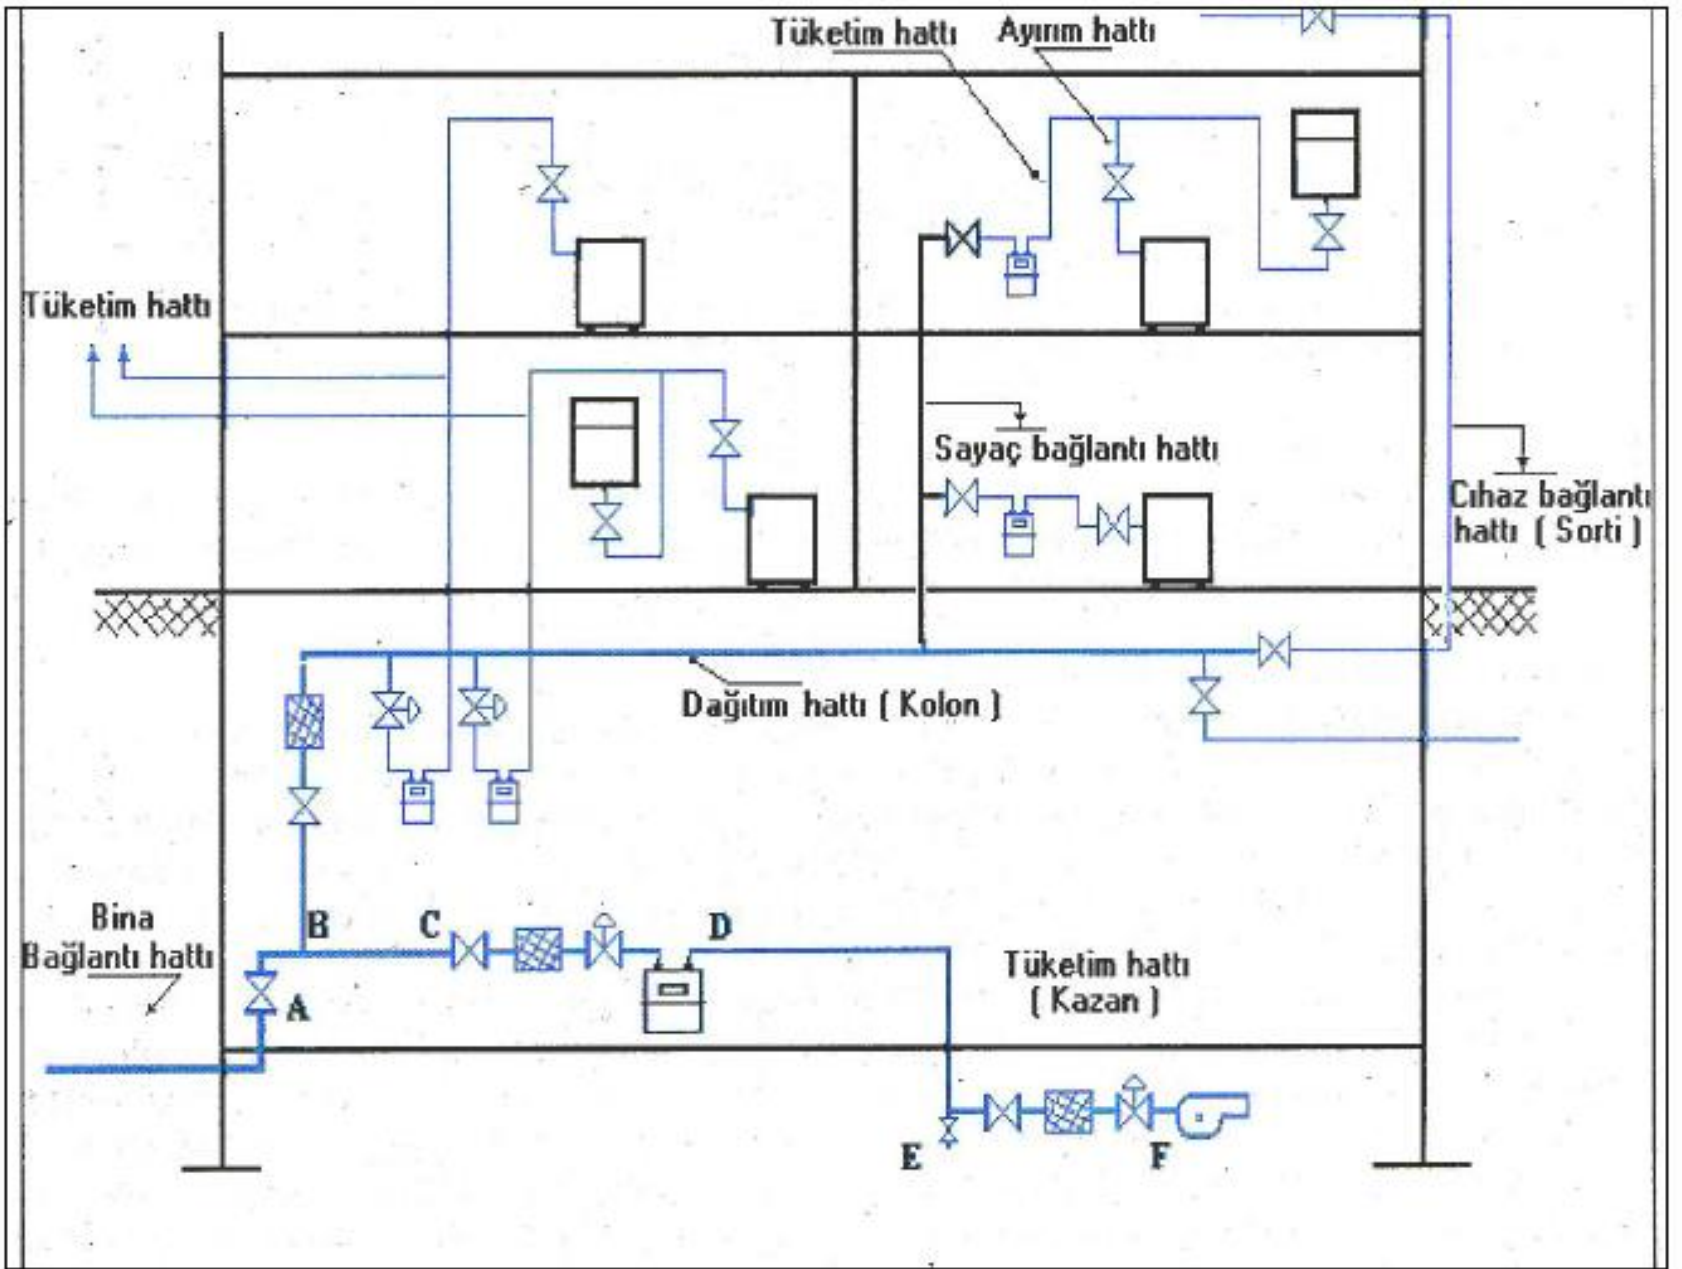 Tüketim hattı
Ayırım hattı
Tüketim hattı
Sayaç bağlantı hattı
Cıhaz bağlantı
hattı ( Sorti )
Dağıtım hattı ( Kolon )
Bina
Bağlantı hattı
A
B
C
D
Tüketim hattı
( Kazan )
E
F